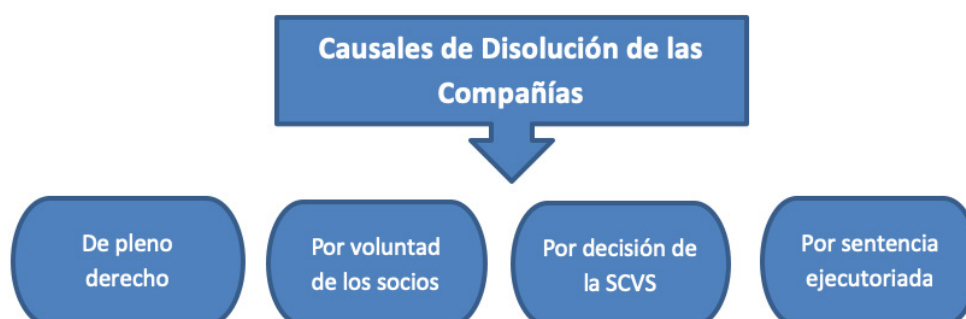 Causales de Disolución de las
Compañías
De pleno
derecho
Por voluntad
de los socios
Por decisión de
la SCVS
Por sentencia
ejecutoriada